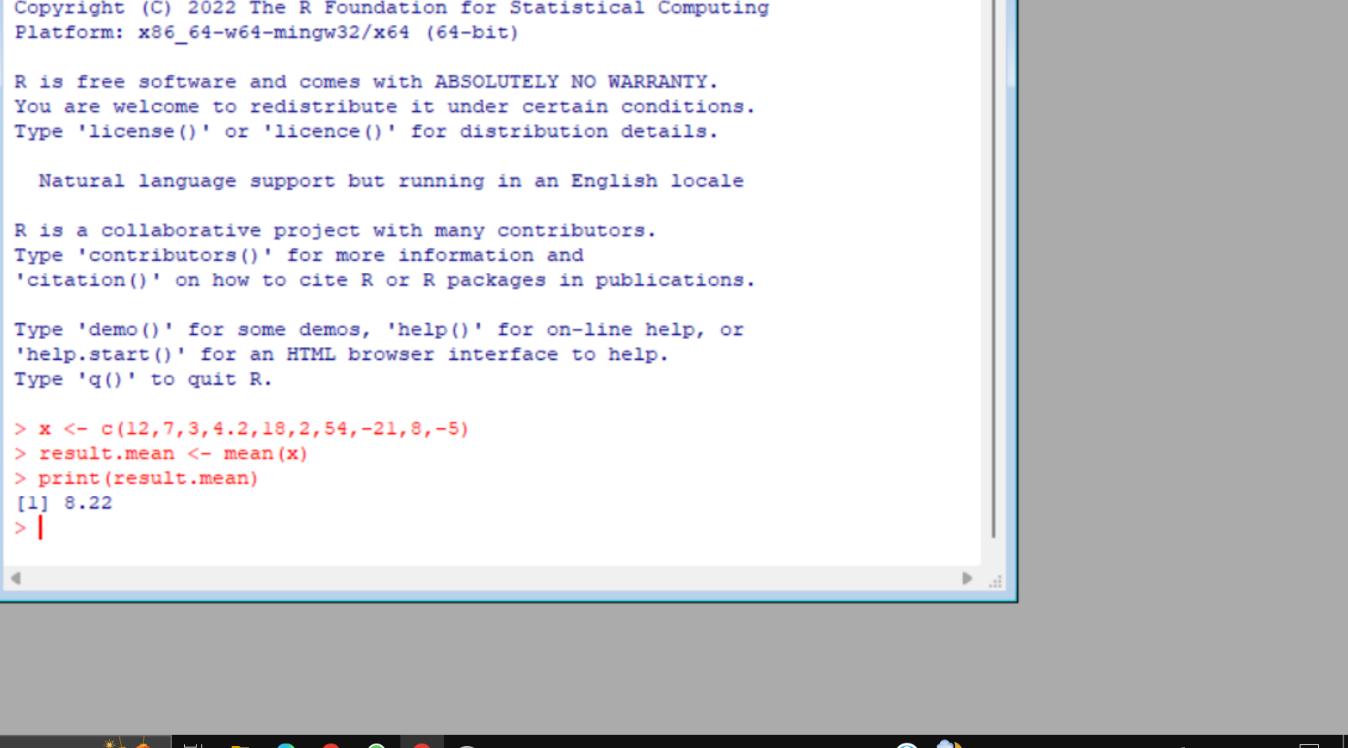 Copyright (C) 2022 The R Foundation for Statistical Computing
Platform: x86_64-w64-mingw32/x64 (64-bit)
R is free software and comes with ABSOLUTELY NO WARRANTY.
You are welcome to redistribute it under certain conditions.
Type 'license()' or 'licence()' for distribution details.
Natural language support but running in an English locale
R is a collaborative project with many contributors.
Type 'contributors()' for more information and
'citation()' on how to cite R or R packages in publications.
Type 'demo()' for some demos, 'help()' for on-line help, or
'help.start()' for an HTML browser interface to help.
Type 'q()' to quit R.
> x <- c(12,7,3,4.2,18,2,54,-21,8,-5)
> result.mean <- mean(x)
> print(result.mean)
[1] 8.22
>